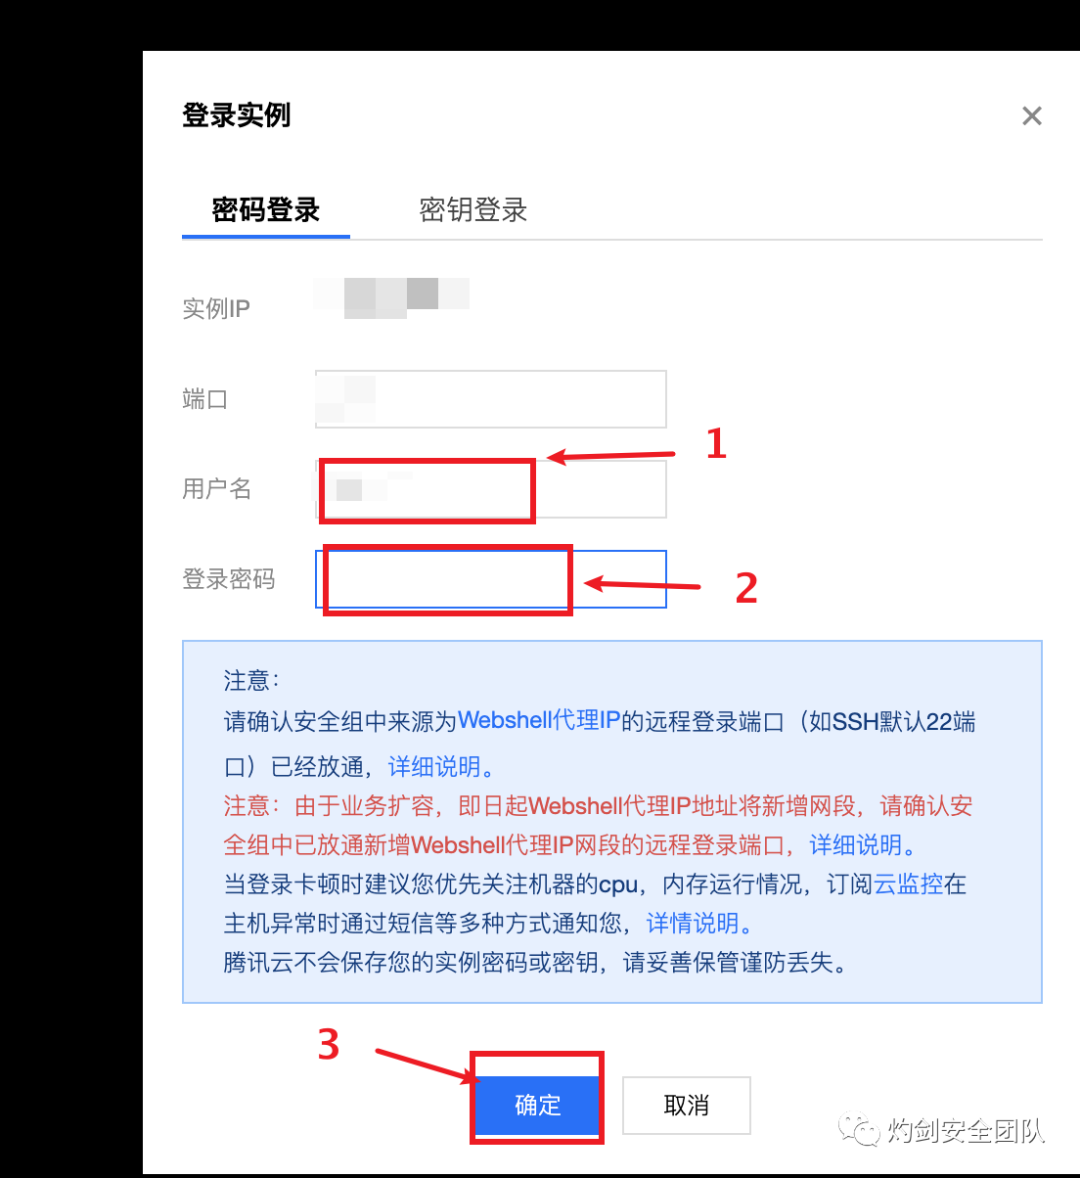 登录实例
密码登录 密钥登录
实例IP
端口
1
用户名
登录密码
2
注意：
请确认安全组中来源为Webshell代理IP的远程登录端口（如SSH默认22端
口）已经放通，详细说明。
注意：由于业务扩容，即日起Webshell代理IP地址将新增网段，请确认安
全组中已放通新增Webshell代理IP网段的远程登录端口，详细说明。
当登录卡顿时建议您优先关注机器的cpu，内存运行情况，订阅云监控在
主机异常时通过短信等多种方式通知您，详情说明。
腾讯云不会保存您的实例密码或密钥，请妥善保管谨防丢失。
3
确定 取消
灼剑安全团队